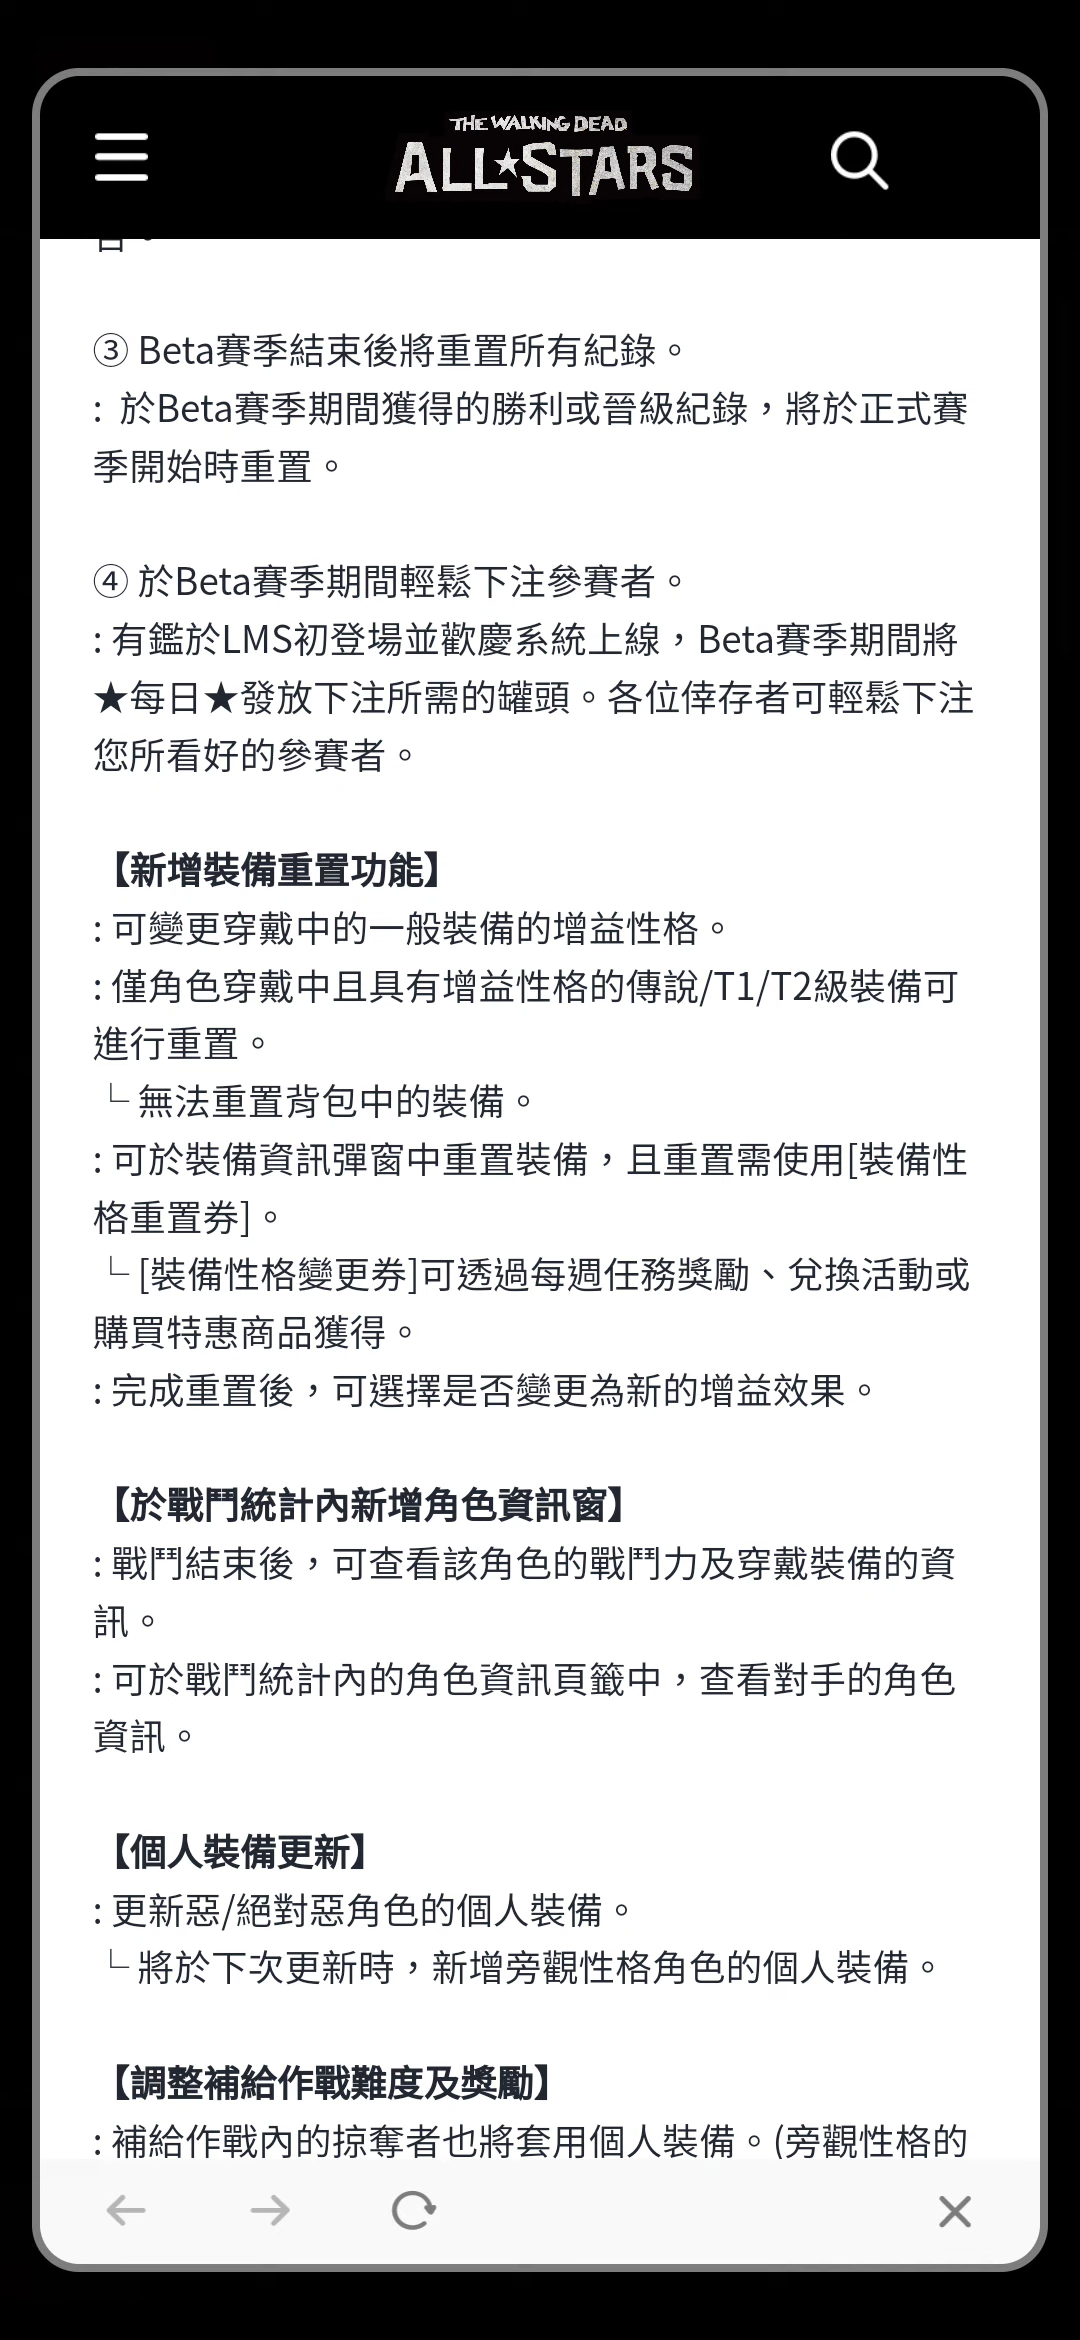 THE WALKING DEAD
ALL★STARS
③ Beta賽季結束後將重置所有紀錄。
: 於Beta賽季期間獲得的勝利或晉級紀錄，將於正式賽
季開始時重置。
④ 於Beta賽季期間輕鬆下注參賽者。
: 有鑑於LMS初登場並歡慶系統上線，Beta賽季期間將
★每日★發放下注所需的罐頭。各位倖存者可輕鬆下注
您所看好的參賽者。
【新增裝備重置功能】
: 可變更穿戴中的一般裝備的增益性格。
: 僅角色穿戴中且具有增益性格的傳說/T1/T2級裝備可
進行重置。
└ 無法重置背包中的裝備。
: 可於裝備資訊彈窗中重置裝備，且重置需使用[裝備性
格重置券]。
└ [裝備性格變更券]可透過每週任務獎勵、兌換活動或
購買特惠商品獲得。
: 完成重置後，可選擇是否變更為新的增益效果。
【於戰鬥統計內新增角色資訊窗】
: 戰鬥結束後，可查看該角色的戰鬥力及穿戴裝備的資
訊。
: 可於戰鬥統計內的角色資訊頁籤中，查看對手的角色
資訊。
【個人裝備更新】
: 更新惡/絕對惡角色的個人裝備。
└ 將於下次更新時，新增旁觀性格角色的個人裝備。
【調整補給作戰難度及獎勵】
: 補給作戰內的掠奪者也將套用個人裝備。(旁觀性格的